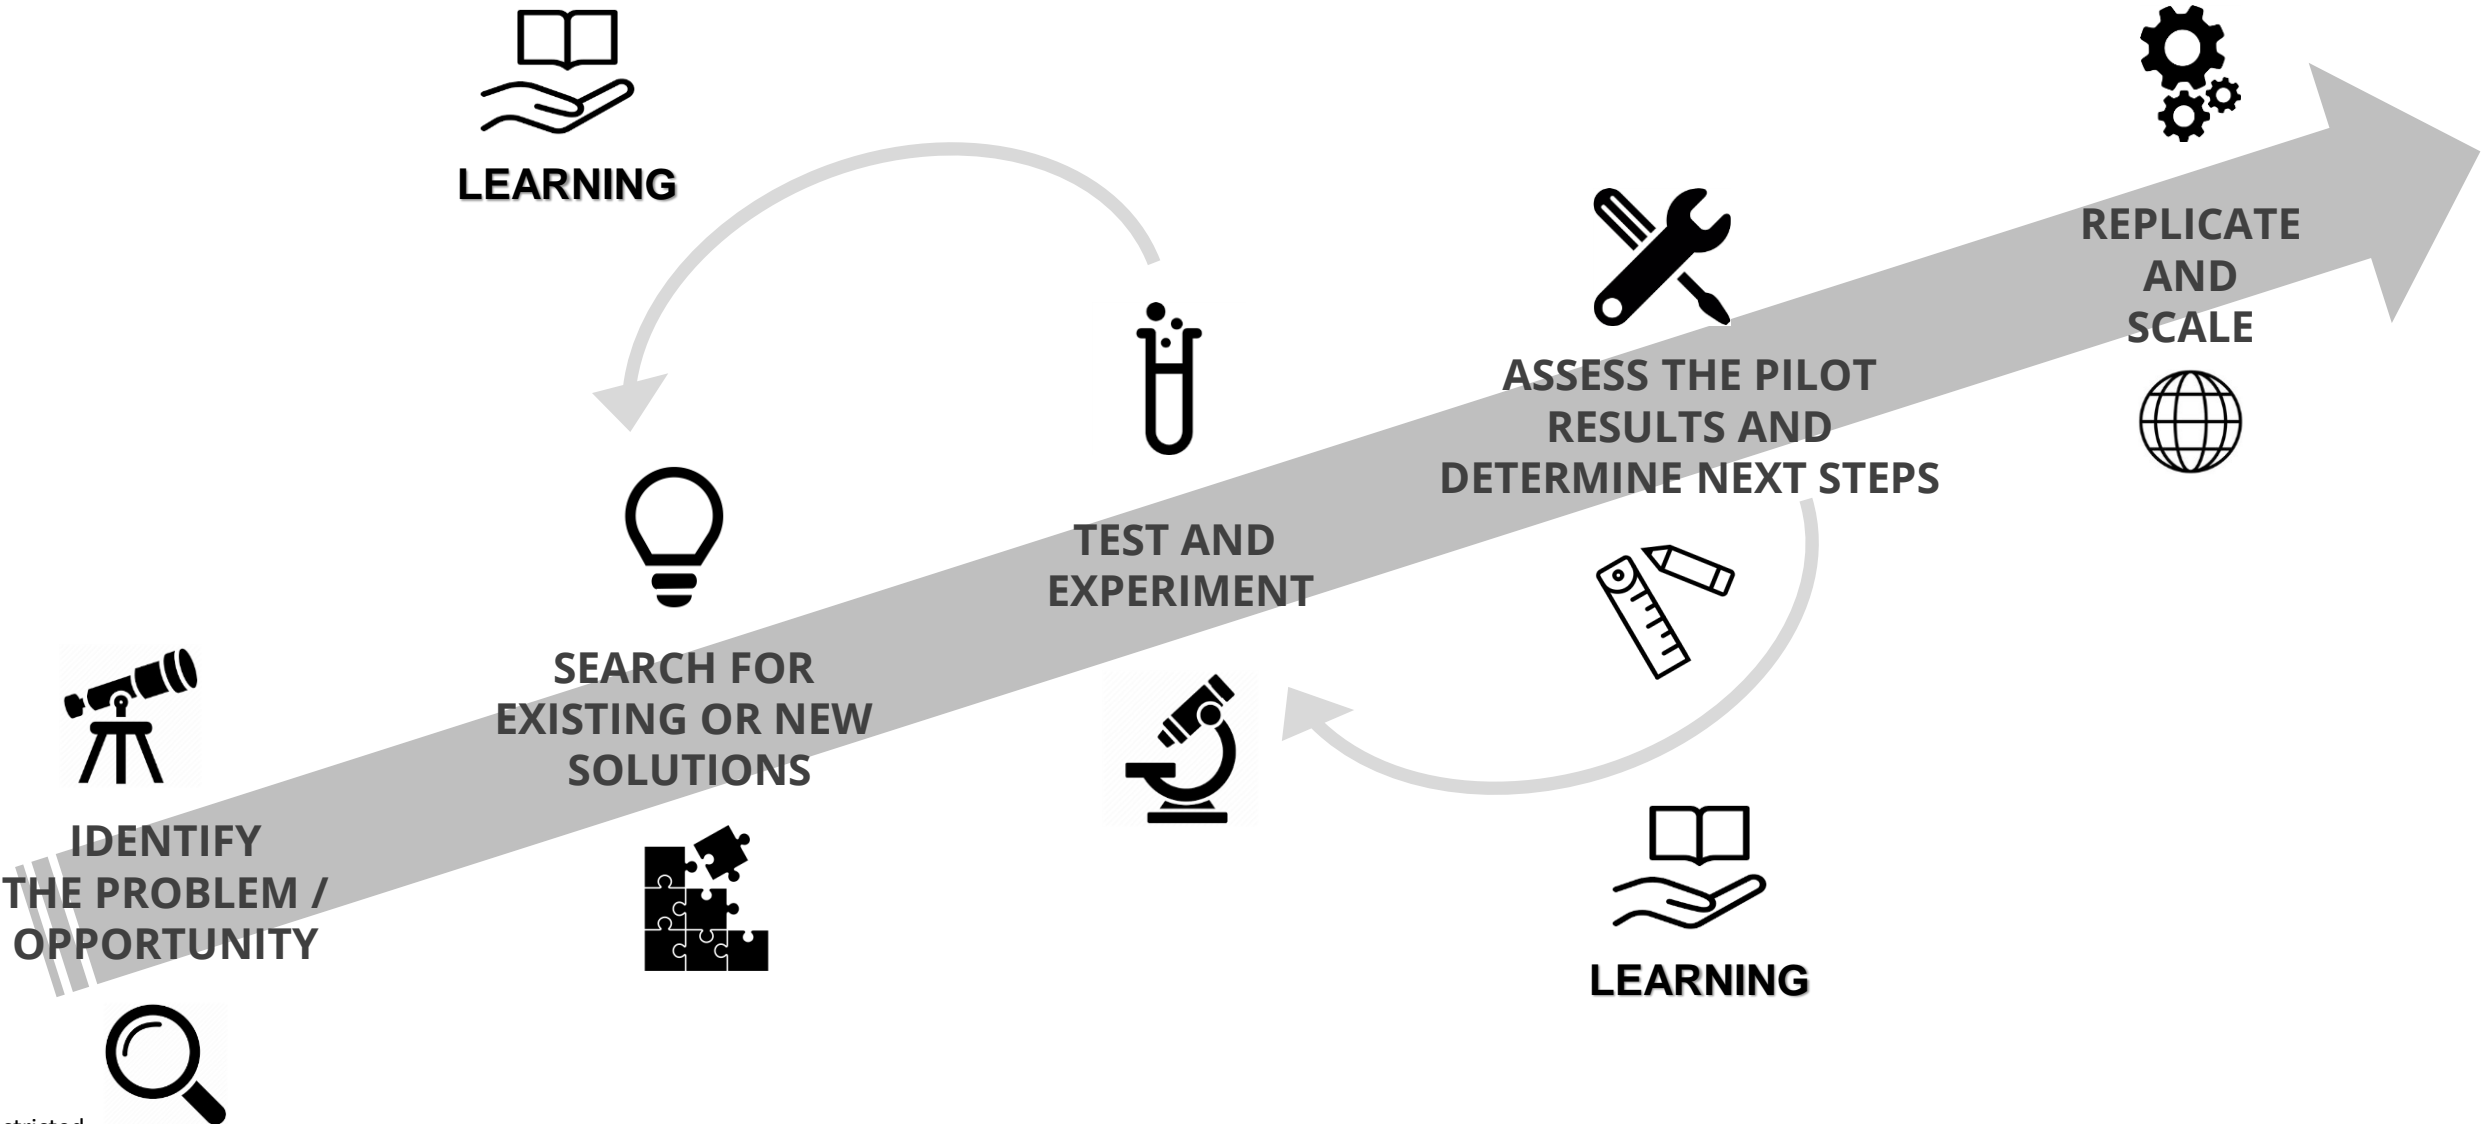 LEARNING
REPLICATE
AND
SCALE
ASSESS THE PILOT
RESULTS AND
DETERMINE NEXT STEPS
TEST AND
EXPERIMENT
SEARCH FOR
EXISTING OR NEW
SOLUTIONS
IDENTIFY
THE PROBLEM /
OPPORTUNITY
LEARNING